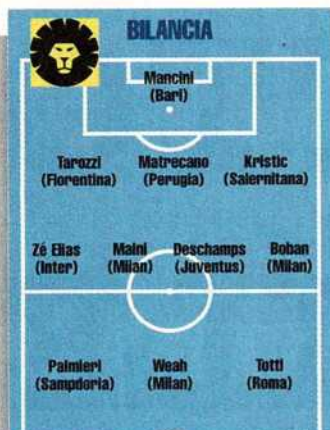 BILANCIA
Mancini
(Bari)
Tarozzi Matrecano Kristic
(Fiorentina) (Perugia) (Salernitana)
Zé Elias Maini Deschamps Boban
(Inter) (Milan) (Juventus) (Milan)
Palmieri Weah Totti
(Sampdoria) (Milan) (Roma)